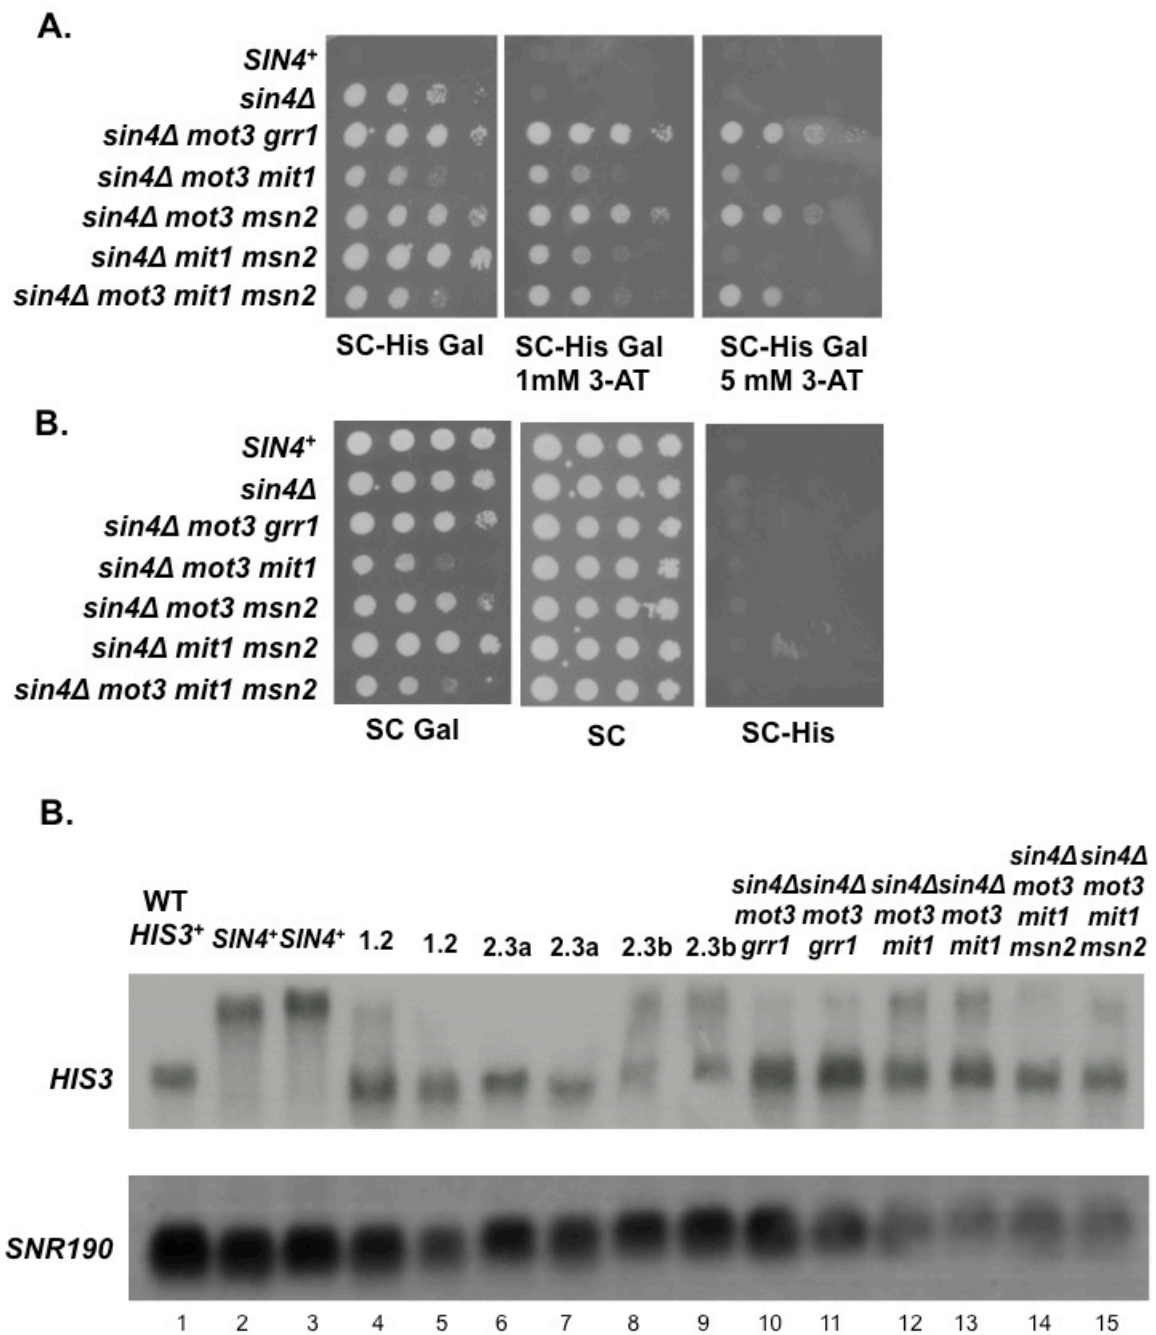 A.
SIN4+
sin4Δ
sin4Δ mot3 grr1
sin4Δ mot3 mit1
sin4Δ mot3 msn2
sin4Δ mit1 msn2
sin4Δ mot3 mit1 msn2
SC-His Gal
SC-His Gal
1mM 3-AT
SC-His Gal
5 mM 3-AT
B.
SIN4+
sin4Δ
sin4Δ mot3 grr1
sin4Δ mot3 mit1
sin4Δ mot3 msn2
sin4Δ mit1 msn2
sin4Δ mot3 mit1 msn2
SC Gal
SC
SC-His
B.
WT
HIS3+
SIN4+
SIN4+
1.2
1.2
2.3a
2.3a
2.3b
2.3b
sin4Δ
mot3
grr1
sin4Δ
mot3
grr1
sin4Δ
mot3
mit1
sin4Δ
mot3
mit1
sin4Δ
mot3
mit1
msn2
sin4Δ
mot3
mit1
msn2
HIS3
SNR190
1 2 3 4 5 6 7 8 9 10 11 12 13 14 15